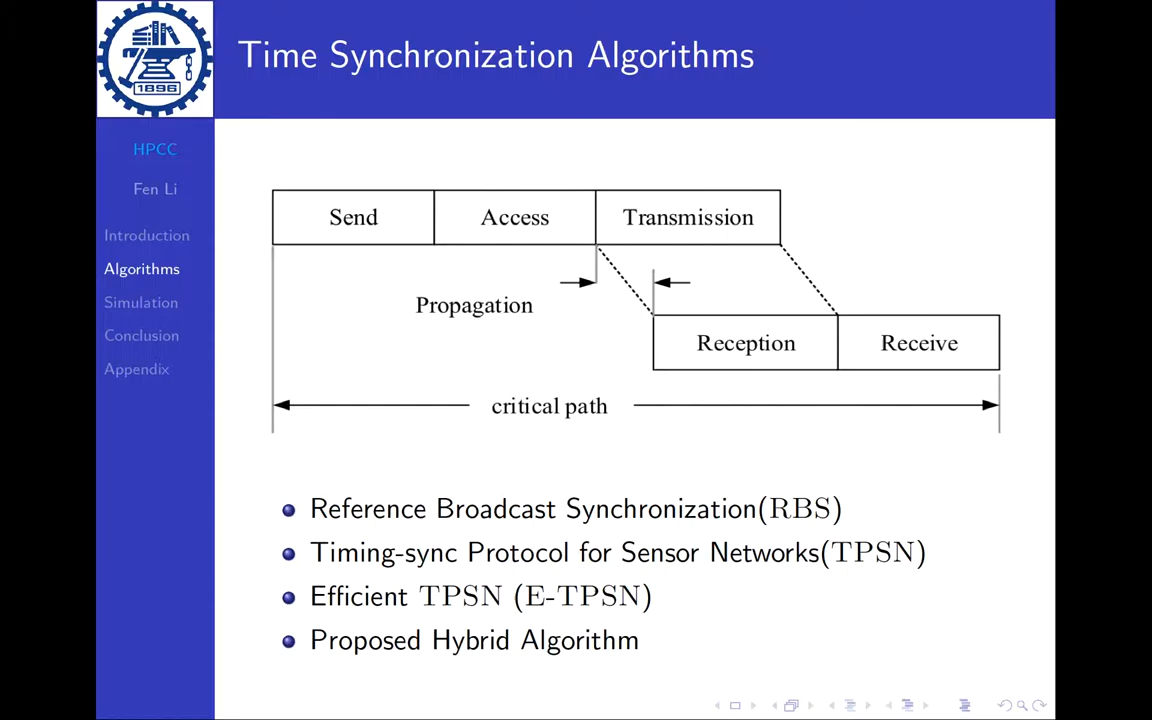 1896
Time Synchronization Algorithms
HPCC
Fen Li
Introduction
Algorithms
Simulation
Conclusion
Appendix
Send Access Transmission
Propagation
Reception Receive
critical path
Reference Broadcast Synchronization(RBS)
Timing-sync Protocol for Sensor Networks(TPSN)
Efficient TPSN (E-TPSN)
Proposed Hybrid Algorithm